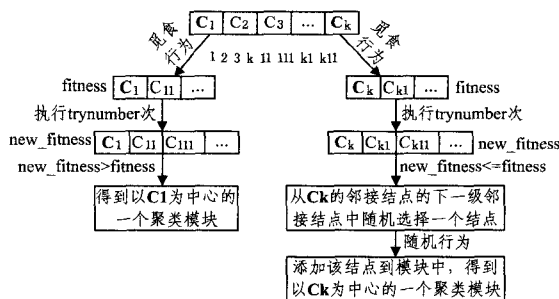 C1 C2 C3 ... Ck
觅食行为
觅食行为
1 2 3 k 11 111 k1 k11
fitness C1 C11 ...
Ck Ck1 ... fitness
执行trynumber次
执行trynumber次
new_fitness C1 C11 C111 ...
Ck Ck1 Ck11 ... new_fitness
new_fitness>fitness
new_fitness<=fitness
得到以C1为中心的
一个聚类模块
从Ck的邻接结点的下一级邻
接结点中随机选择一个结点
随机行为
添加该结点到模块中，得到
以Ck为中心的一个聚类模块